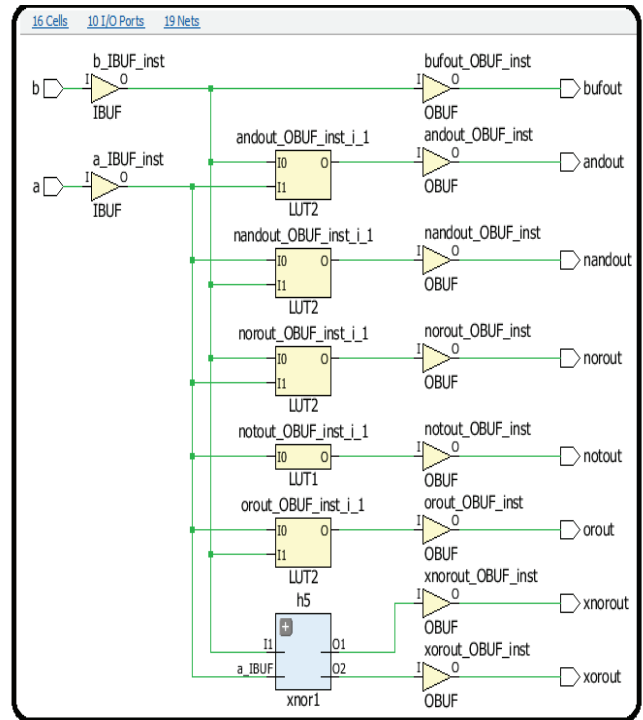 16 Cells 10 I/O Ports 19 Nets
b_IBUF_inst bufout_OBUF_inst
b I O I O bufout
IBUF OBUF
andout_OBUF_inst_i_1 andout_OBUF_inst
a_IBUF_inst I0 O I O andout
a I O I1 OBUF
IBUF LUT2
nandout_OBUF_inst_i_1 nandout_OBUF_inst
I0 O I O nandout
I1 OBUF
LUT2
norout_OBUF_inst_i_1 norout_OBUF_inst
I0 O I O norout
I1 OBUF
LUT2
notout_OBUF_inst_i_1 notout_OBUF_inst
I0 O I O notout
LUT1 OBUF
orout_OBUF_inst_i_1 orout_OBUF_inst
I0 O I O orout
I1 OBUF
LUT2
h5 xnorout_OBUF_inst
+ I O xnorout
I1 O1 OBUF
xorout_OBUF_inst
a_IBUF O2 I O xorout
xnor1 OBUF